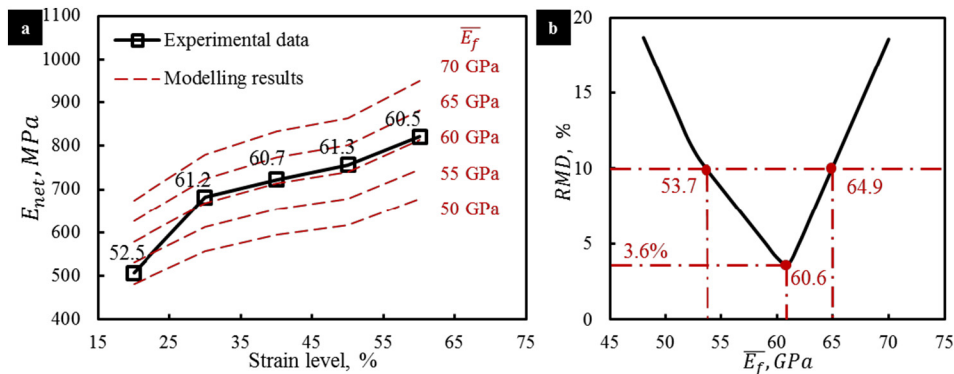 a
1100
1000
900
800
700
600
500
400
E_net, MPa
15 25 35 45 55 65 75
Strain level, %
Experimental data
Modelling results
52.5
61.2
60.7
61.3
60.5
\overline{E_f}
70 GPa
65 GPa
60 GPa
55 GPa
50 GPa
b
20
15
10
5
0
RMD, %
45 50 55 60 65 70 75
\overline{E_f}, GPa
53.7
64.9
3.6%
60.6